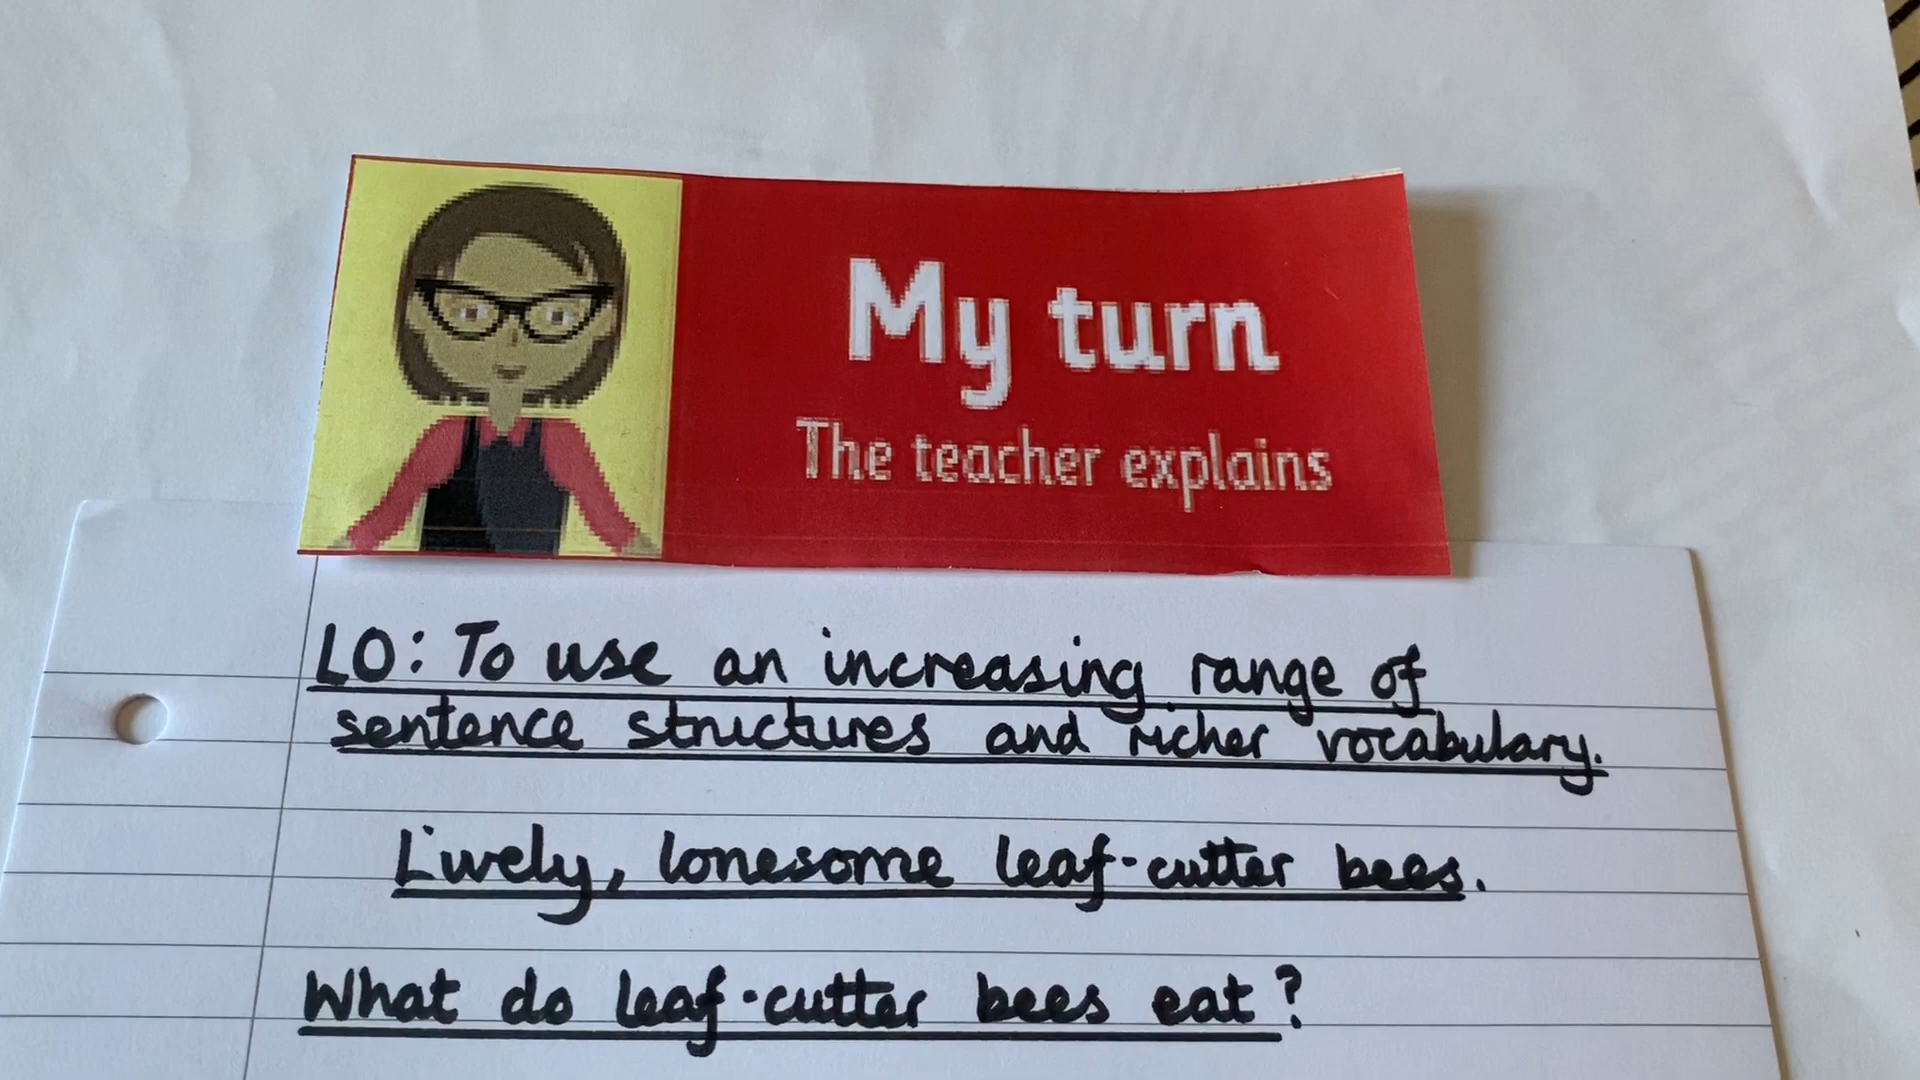 My turn
The teacher explains
LO: To use an increasing range of
sentence structures and richer vocabulary.
Lively, lonesome leaf-cutter bees.
What do leaf-cutter bees eat?